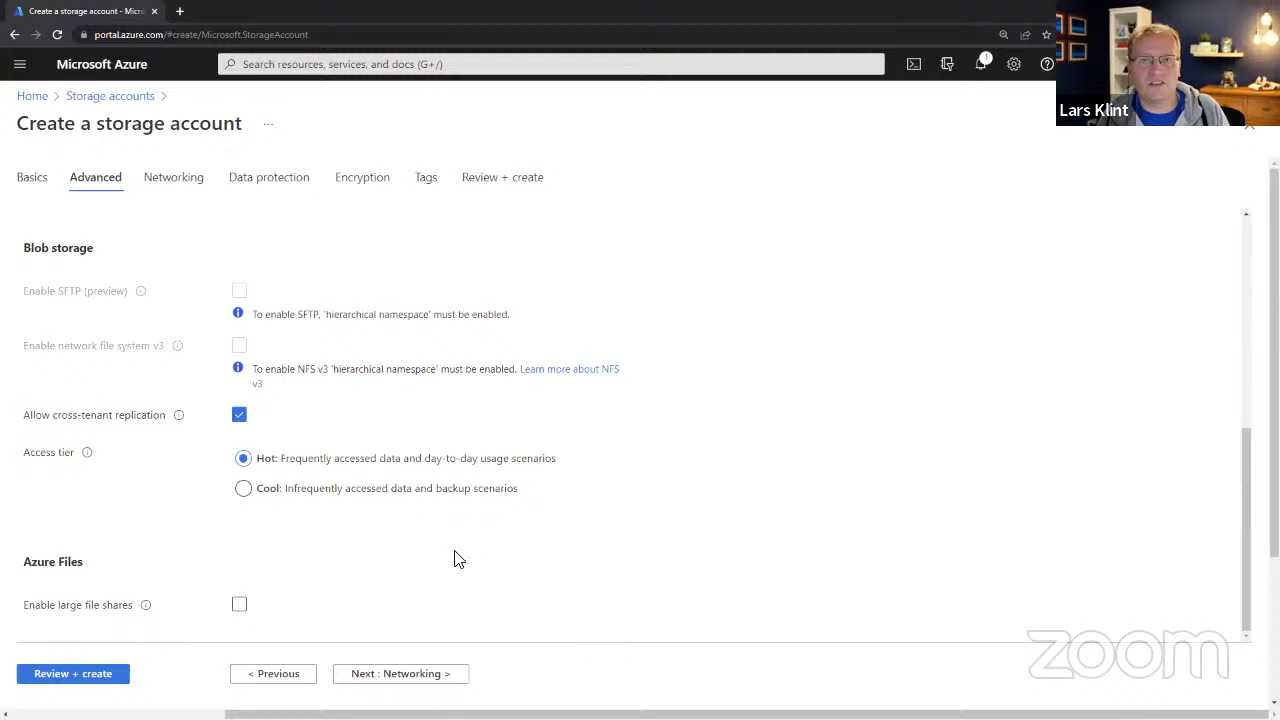 Create a storage account - Micro
portal.azure.com/#create/Microsoft.StorageAccount
Microsoft Azure
Search resources, services, and docs (G+/)
1
Lars Klint
Home > Storage accounts >
Create a storage account ...
Basics Advanced Networking Data protection Encryption Tags Review + create
Blob storage
Enable SFTP (preview)
To enable SFTP, 'hierarchical namespace' must be enabled.
Enable network file system v3
To enable NFS v3 'hierarchical namespace' must be enabled. Learn more about NFS
v3
Allow cross-tenant replication
Access tier
Hot: Frequently accessed data and day-to-day usage scenarios
Cool: Infrequently accessed data and backup scenarios
Azure Files
Enable large file shares
Review + create < Previous Next : Networking >
zoom